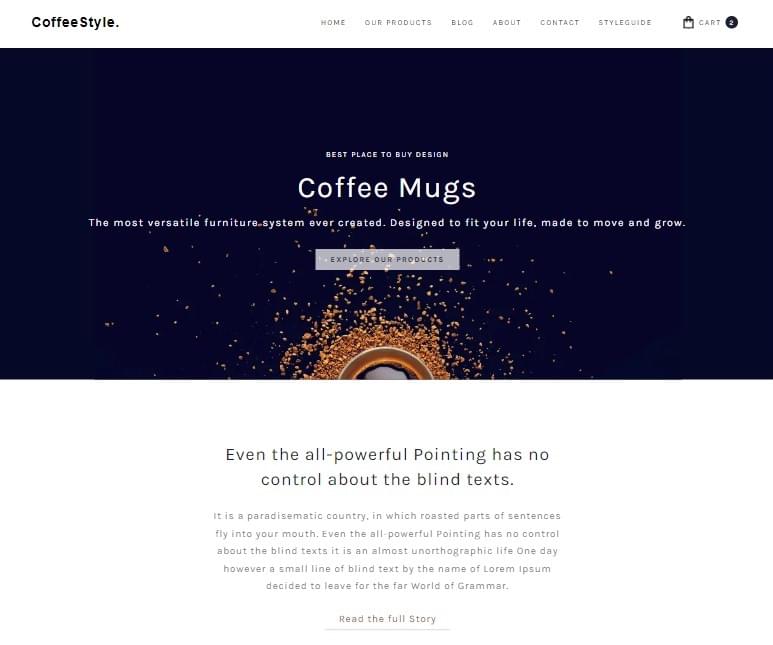 CoffeeStyle.
HOME OUR PRODUCTS BLOG ABOUT CONTACT STYLEGUIDE CART 2
BEST PLACE TO BUY DESIGN
Coffee Mugs
The most versatile furniture system ever created. Designed to fit your life, made to move and grow.
EXPLORE OUR PRODUCTS
Even the all-powerful Pointing has no
control about the blind texts.
It is a paradisematic country, in which roasted parts of sentences
fly into your mouth. Even the all-powerful Pointing has no control
about the blind texts it is an almost unorthographic life One day
however a small line of blind text by the name of Lorem Ipsum
decided to leave for the far World of Grammar.
Read the full Story